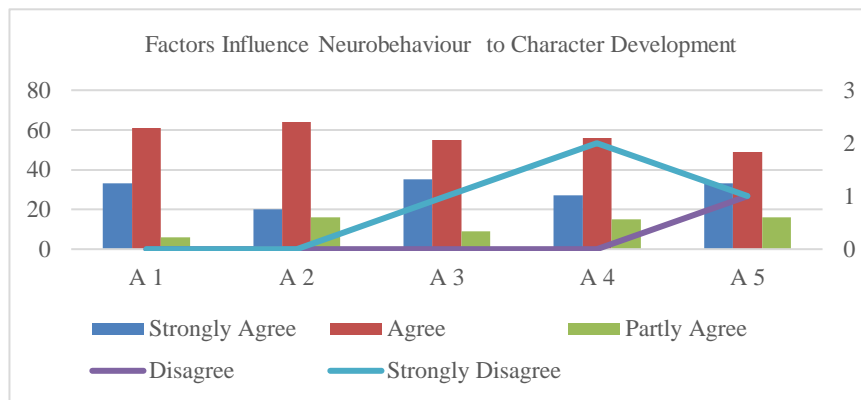 Factors Influence Neurobehaviour to Character Development
80 3
60 2
40
20 1
0 0
A 1 A 2 A 3 A 4 A 5
Strongly Agree Agree Partly Agree
Disagree Strongly Disagree